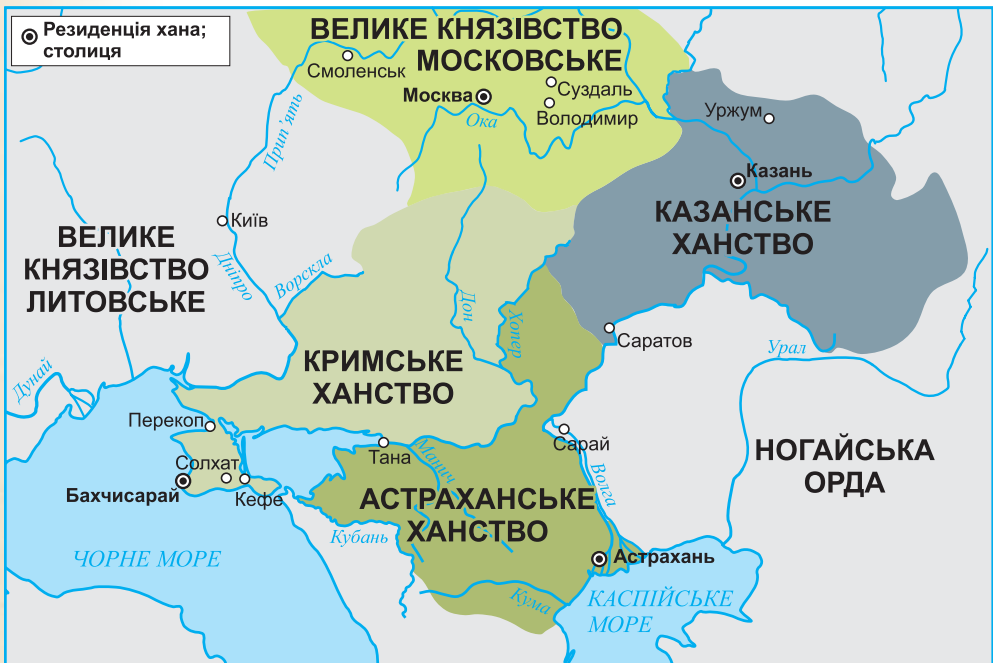 Резиденція хана;
столиця
ВЕЛИКЕ КНЯЗІВСТВО
МОСКОВСЬКЕ
Смоленськ
Москва
Суздаль
Володимир
Ока
Прип'ять
Уржум
Казань
КАЗАНСЬКЕ
ХАНСТВО
Київ
ВЕЛИКЕ
КНЯЗІВСТВО
ЛИТОВСЬКЕ
Дніпро
Ворскла
Дон
Хопер
Саратов
Урал
Дунай
КРИМСЬКЕ
ХАНСТВО
Перекоп
Солхат
Бахчисарай
Кефе
Тана
Манич
Сарай
Волга
НОГАЙСЬКА
ОРДА
АСТРАХАНСЬКЕ
ХАНСТВО
Кубань
ЧОРНЕ МОРЕ
Астрахань
Кума
КАСПІЙСЬКЕ
МОРЕ